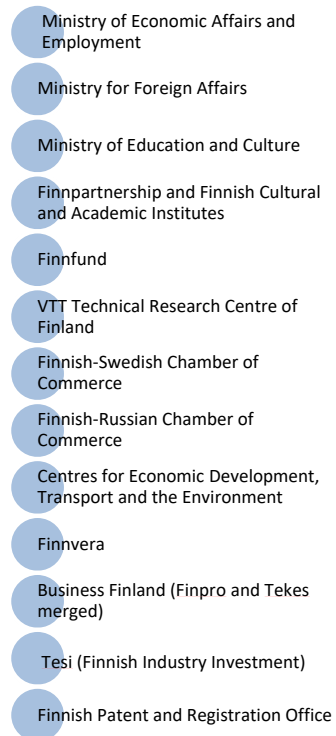 Ministry of Economic Affairs and
Employment
Ministry for Foreign Affairs
Ministry of Education and Culture
Finnpartnership and Finnish Cultural
and Academic Institutes
Finnfund
VTT Technical Research Centre of
Finland
Finnish-Swedish Chamber of
Commerce
Finnish-Russian Chamber of
Commerce
Centres for Economic Development,
Transport and the Environment
Finnvera
Business Finland (Finpro and Tekes
merged)
Tesi (Finnish Industry Investment)
Finnish Patent and Registration Office